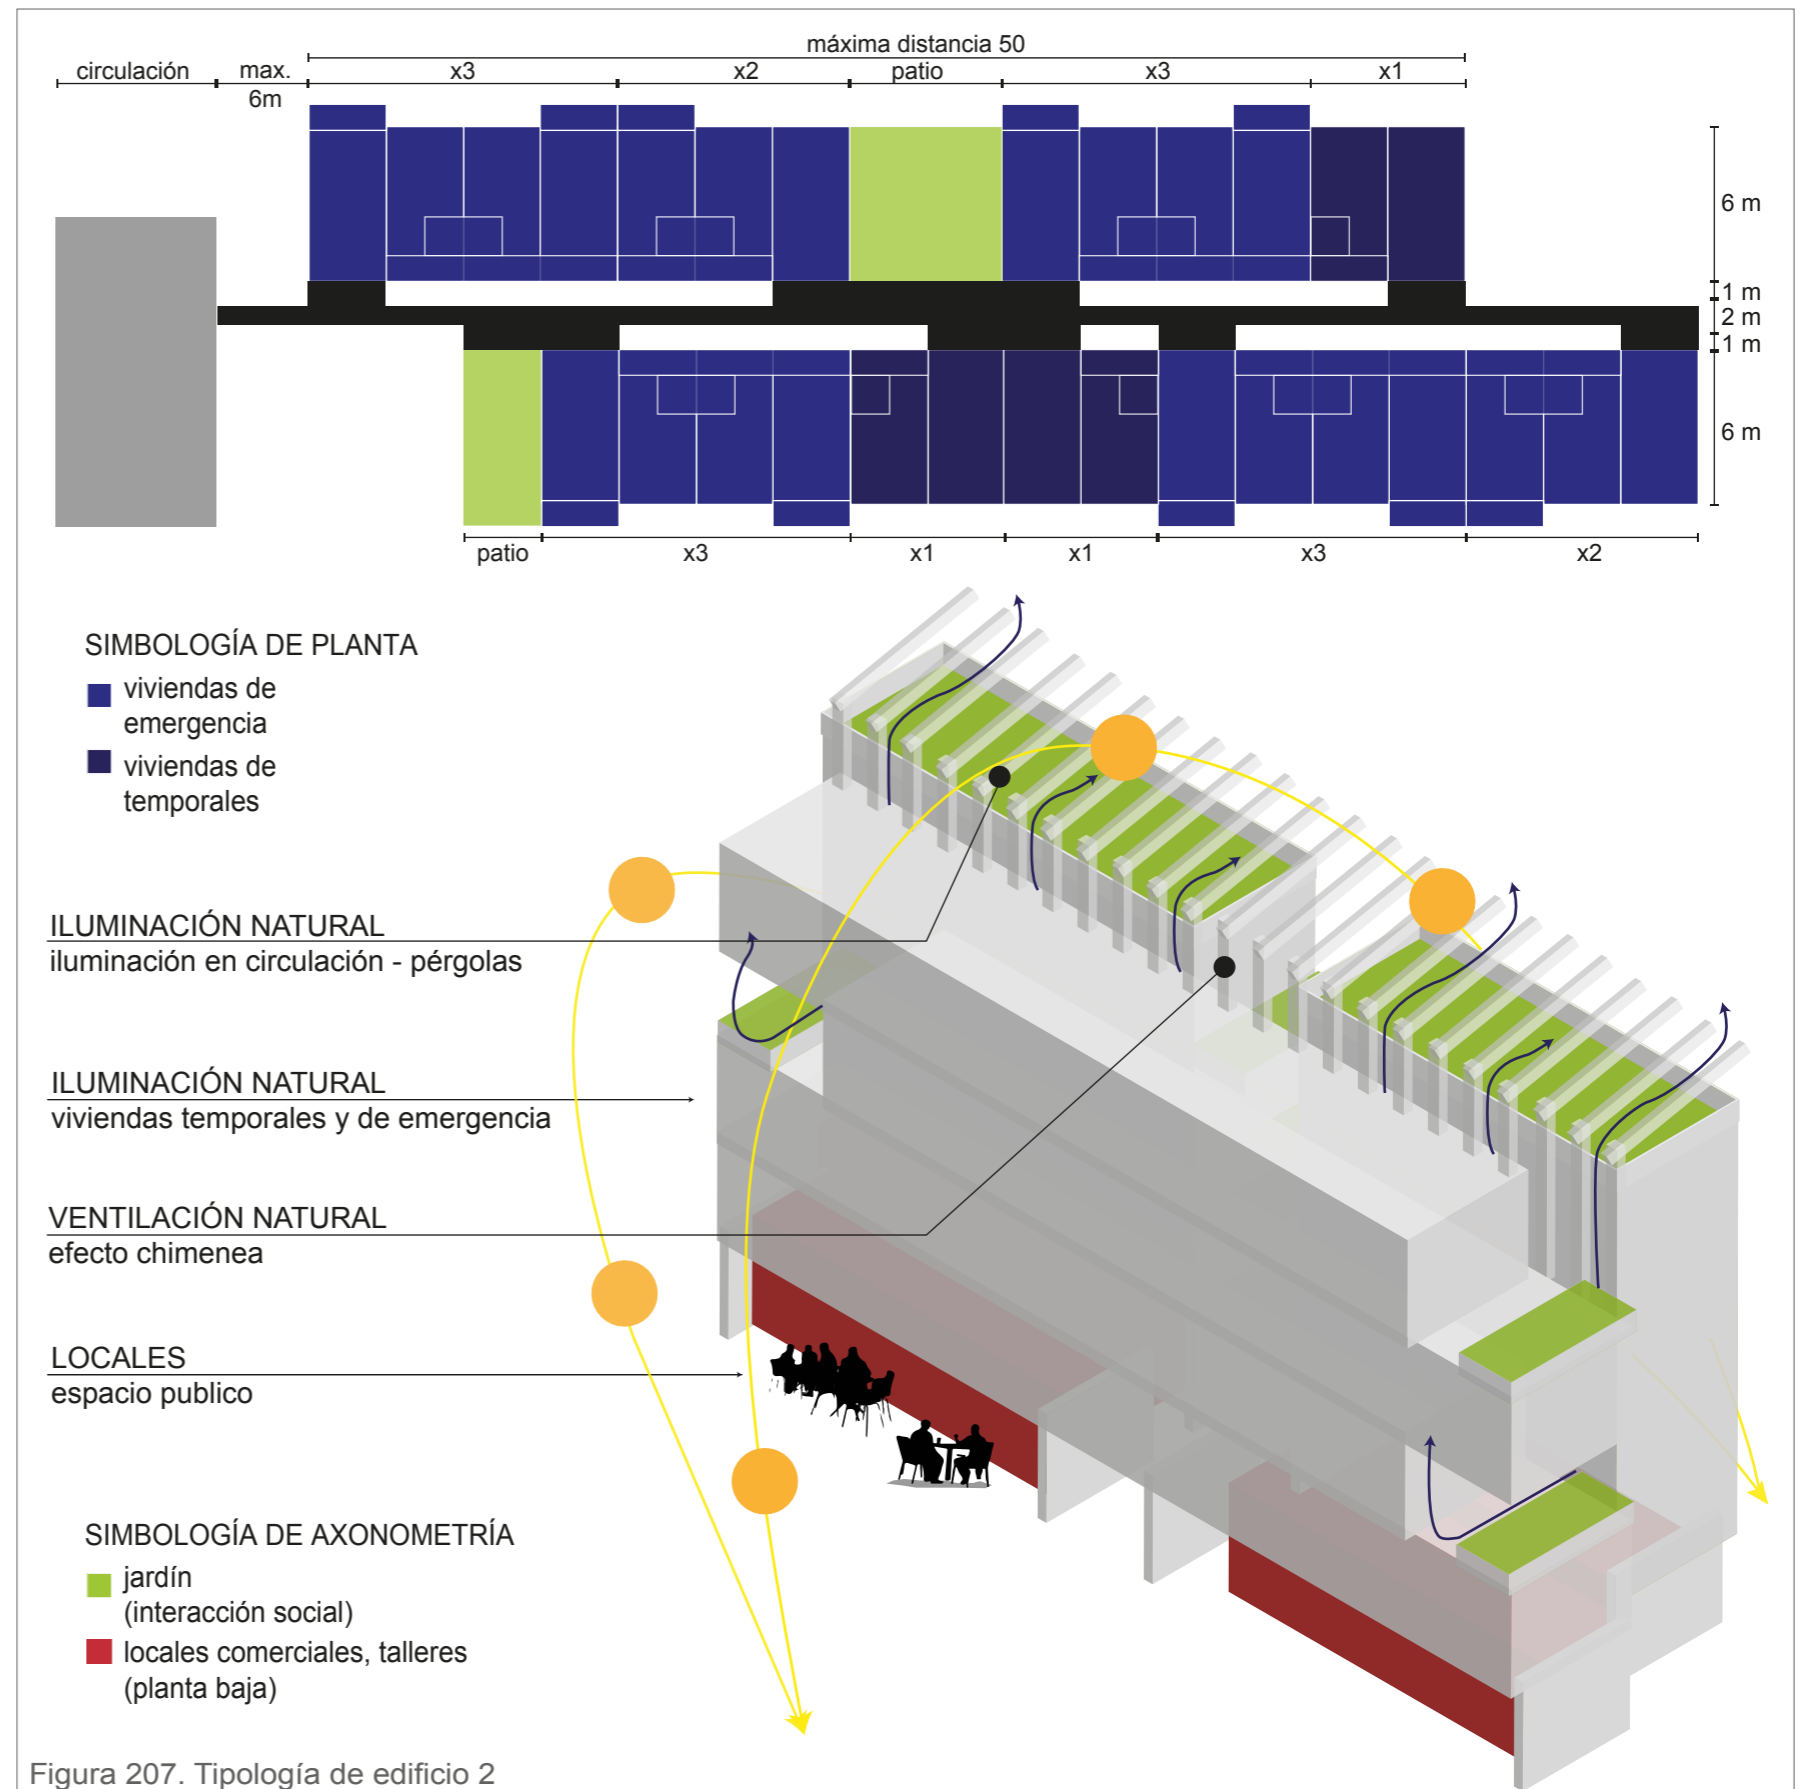 máxima distancia 50
circulación
max.
6m
x3
x2
patio
x3
x1
6 m
1 m
2 m
1 m
6 m
patio
x3
x1
x1
x3
x2
SIMBOLOGÍA DE PLANTA
viviendas de
emergencia
viviendas de
temporales
ILUMINACIÓN NATURAL
iluminación en circulación - pérgolas
ILUMINACIÓN NATURAL
viviendas temporales y de emergencia
VENTILACIÓN NATURAL
efecto chimenea
LOCALES
espacio publico
SIMBOLOGÍA DE AXONOMETRÍA
jardín
(interacción social)
locales comerciales, talleres
(planta baja)
Figura 207. Tipología de edificio 2